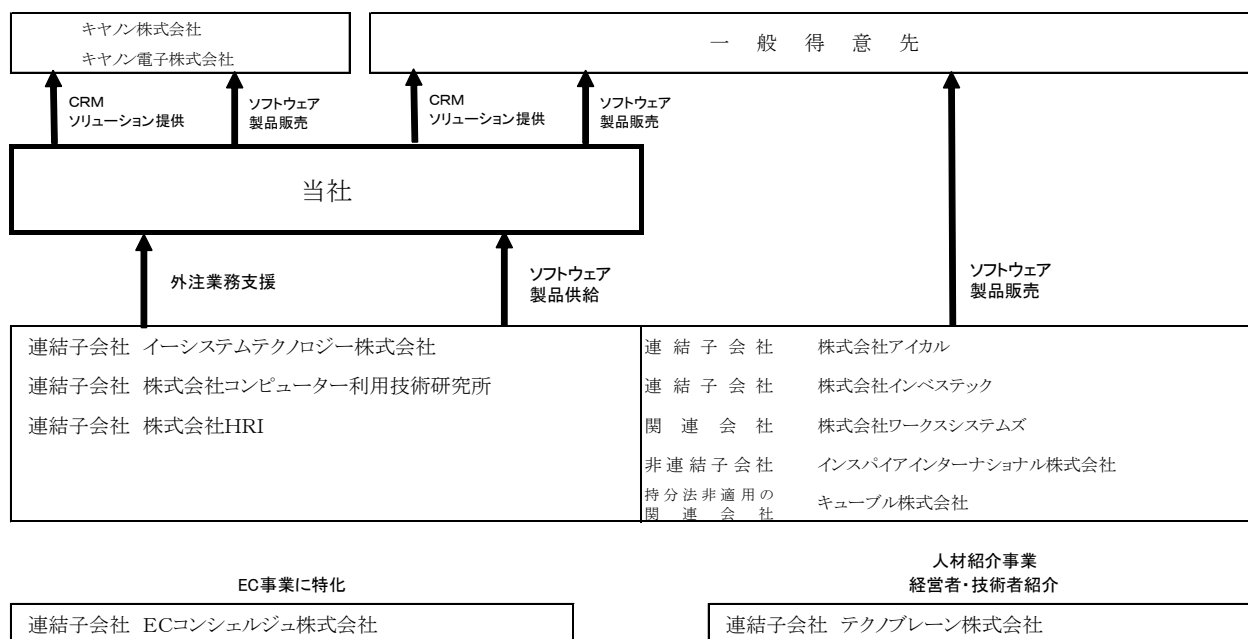 キヤノン株式会社
キヤノン電子株式会社
一般得意先
CRM
ソリューション提供
ソフトウェア
製品販売
CRM
ソリューション提供
ソフトウェア
製品販売
当社
外注業務支援
ソフトウェア
製品供給
ソフトウェア
製品販売
連結子会社 イーシステムテクノロジー株式会社
連結子会社 株式会社コンピューター利用技術研究所
連結子会社 株式会社HRI
連結子会社 株式会社アイカル
連結子会社 株式会社インベステック
関連会社 株式会社ワークスシステムズ
非連結子会社 インスパイアインターナショナル株式会社
持分法非適用の
関連会社 キューブル株式会社
EC事業に特化
連結子会社 ECコンシェルジュ株式会社
人材紹介事業
経営者・技術者紹介
連結子会社 テクノブレーン株式会社